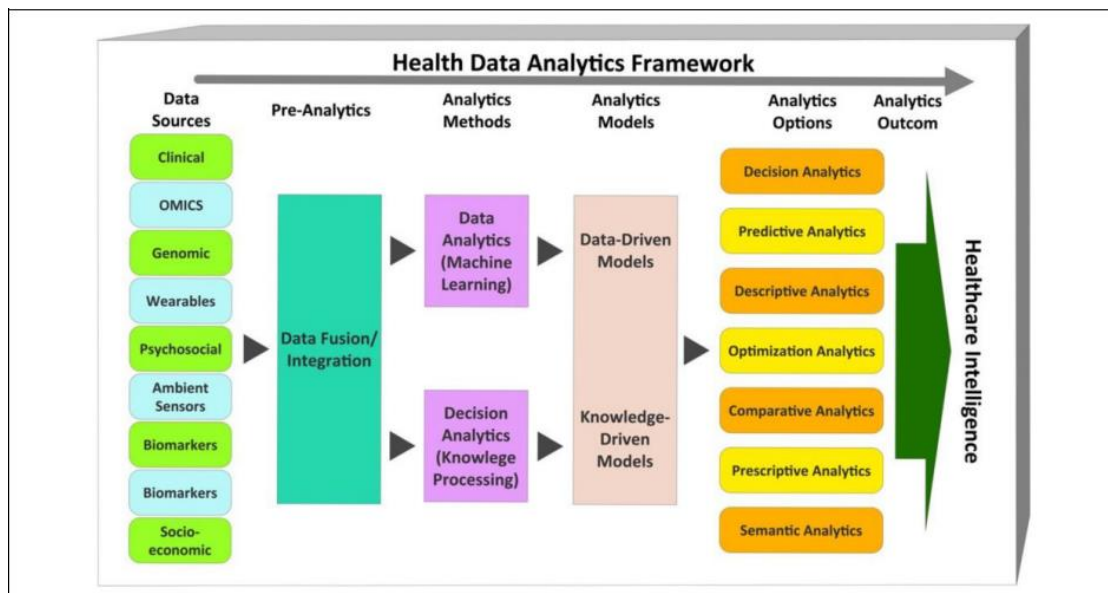 Health Data Analytics Framework
Data
Sources
Pre-Analytics
Analytics
Methods
Analytics
Models
Analytics
Options
Analytics
Outcom
Clinical
OMICS
Genomic
Wearables
Psychosocial
Ambient
Sensors
Biomarkers
Biomarkers
Socio-
economic
Data Fusion/
Integration
Data
Analytics
(Machine
Learning)
Decision
Analytics
(Knowlege
Processing)
Data-Driven
Models
Knowledge-
Driven
Models
Decision Analytics
Predictive Analytics
Descriptive Analytics
Optimization Analytics
Comparative Analytics
Prescriptive Analytics
Semantic Analytics
Healthcare Intelligence